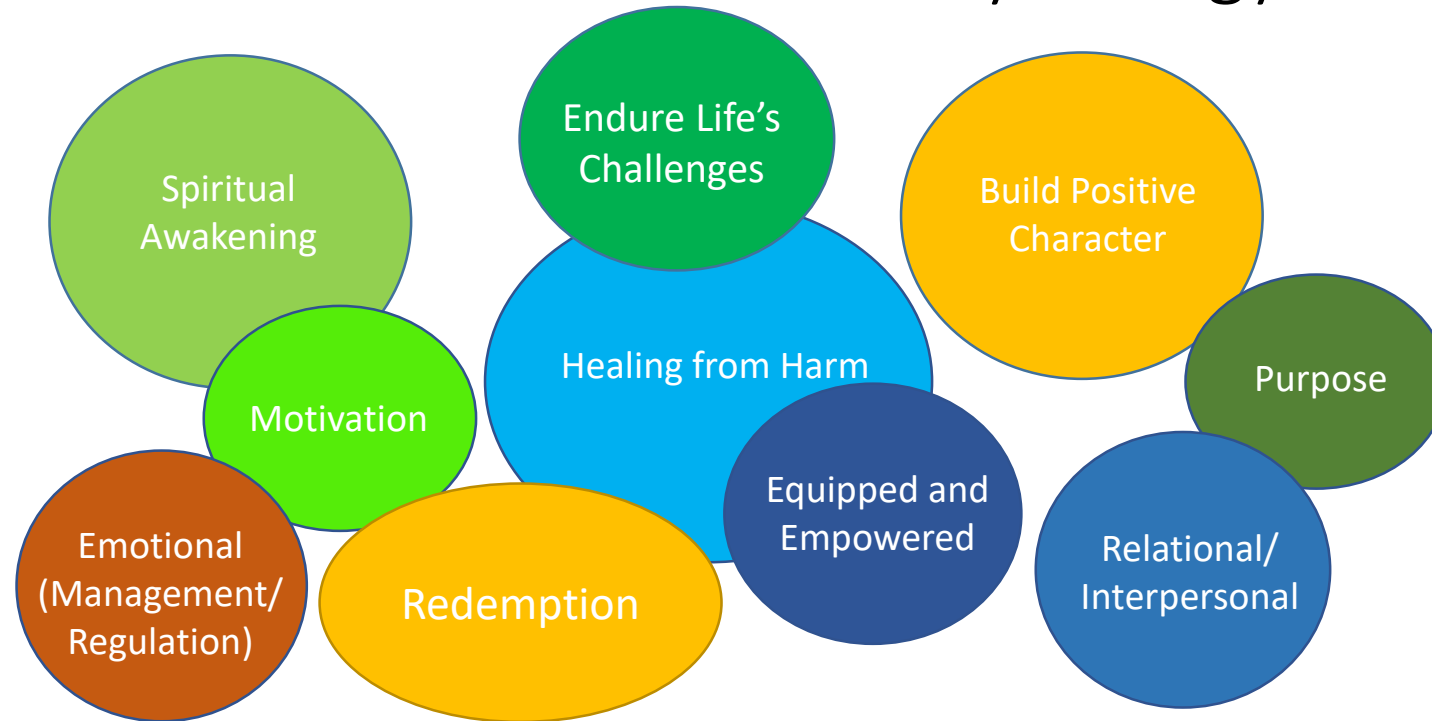 Endure Life's
Challenges
Spiritual
Awakening
Build Positive
Character
Healing from Harm
Purpose
Motivation
Equipped and
Empowered
Emotional
(Management/
Regulation)
Redemption
Relational/
Interpersonal